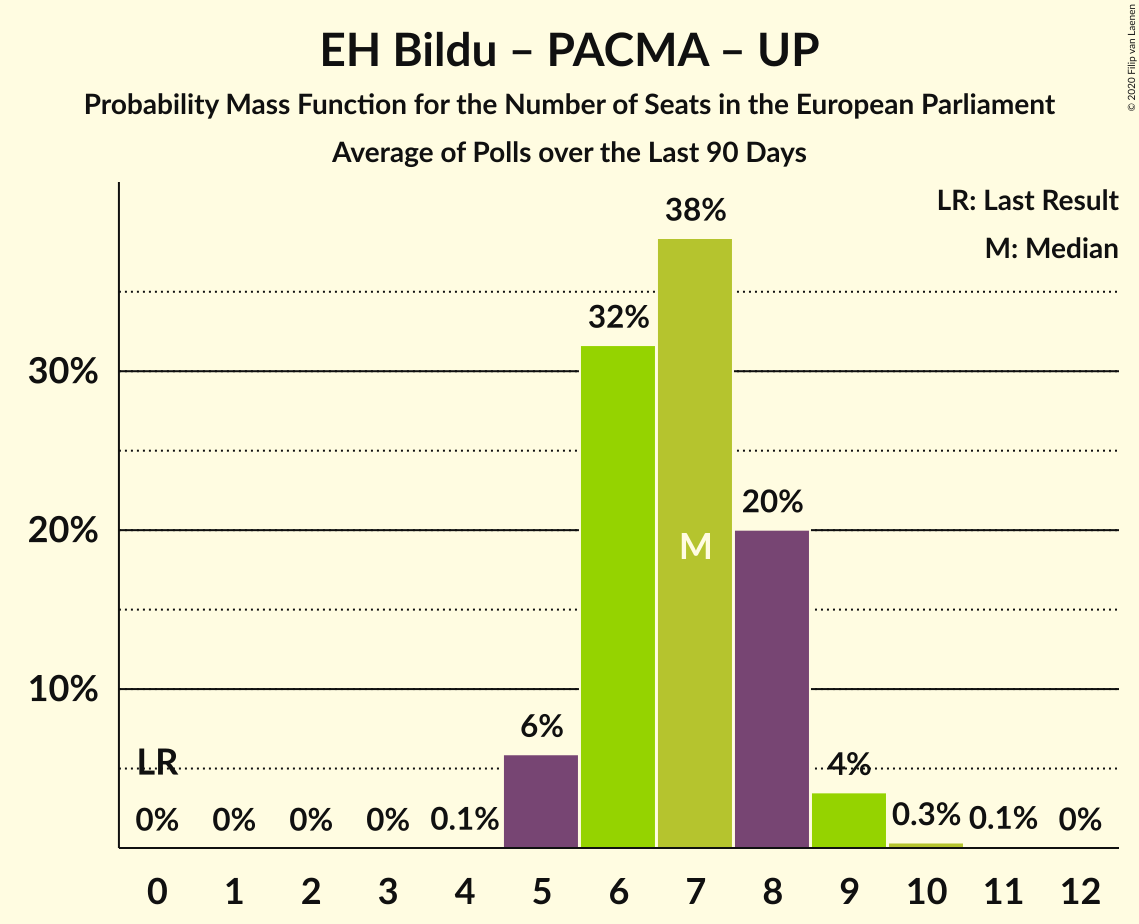 EH Bildu – PACMA – UP
Probability Mass Function for the Number of Seats in the European Parliament
Average of Polls over the Last 90 Days
© 2020 Filip van Laenen
LR: Last Result
M: Median
38%
32%
30%
20%
20%
M
10%
6%
LR
4%
0% 0% 0% 0% 0.1% 0.3% 0.1% 0%
0 1 2 3 4 5 6 7 8 9 10 11 12